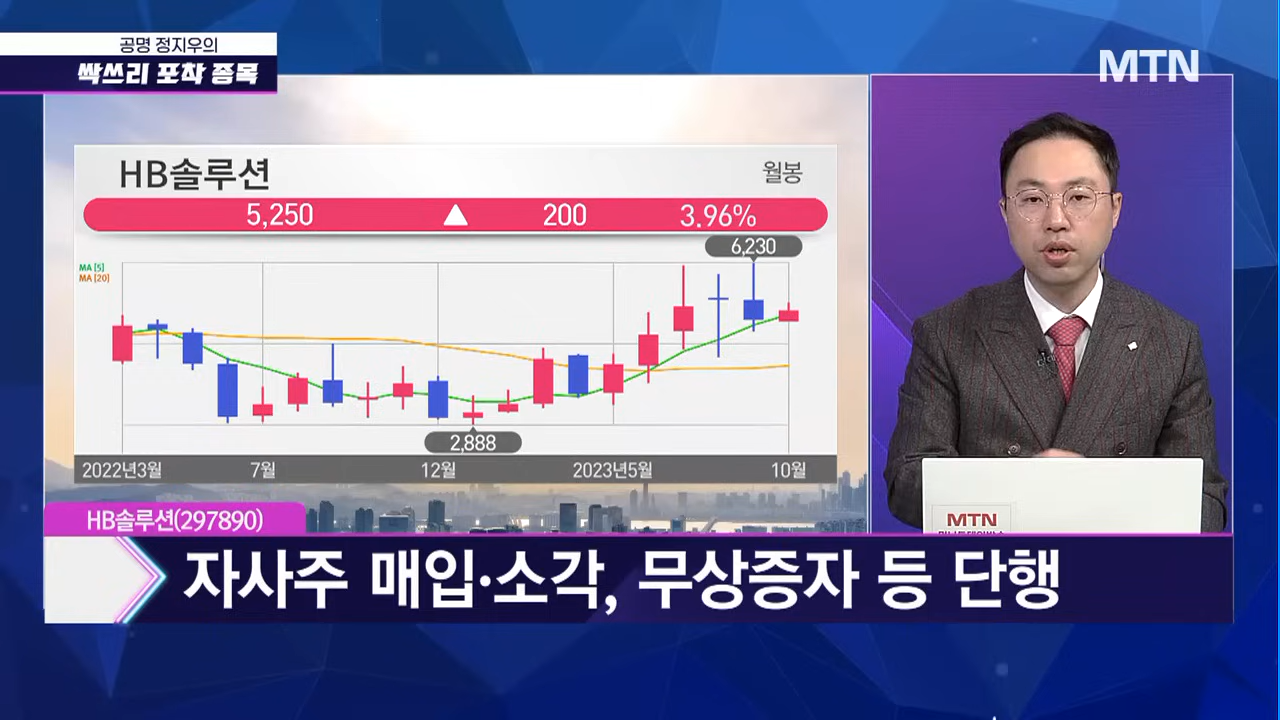 공명 정지우의
싹쓰리 포착 종목
MTN
HB솔루션
월봉
5,250 ▲ 200 3.96%
6,230
MA [5]
MA [20]
2,888
2022년3월 7월 12월 2023년5월 10월
HB솔루션(297890)
MTN
자사주 매입·소각, 무상증자 등 단행